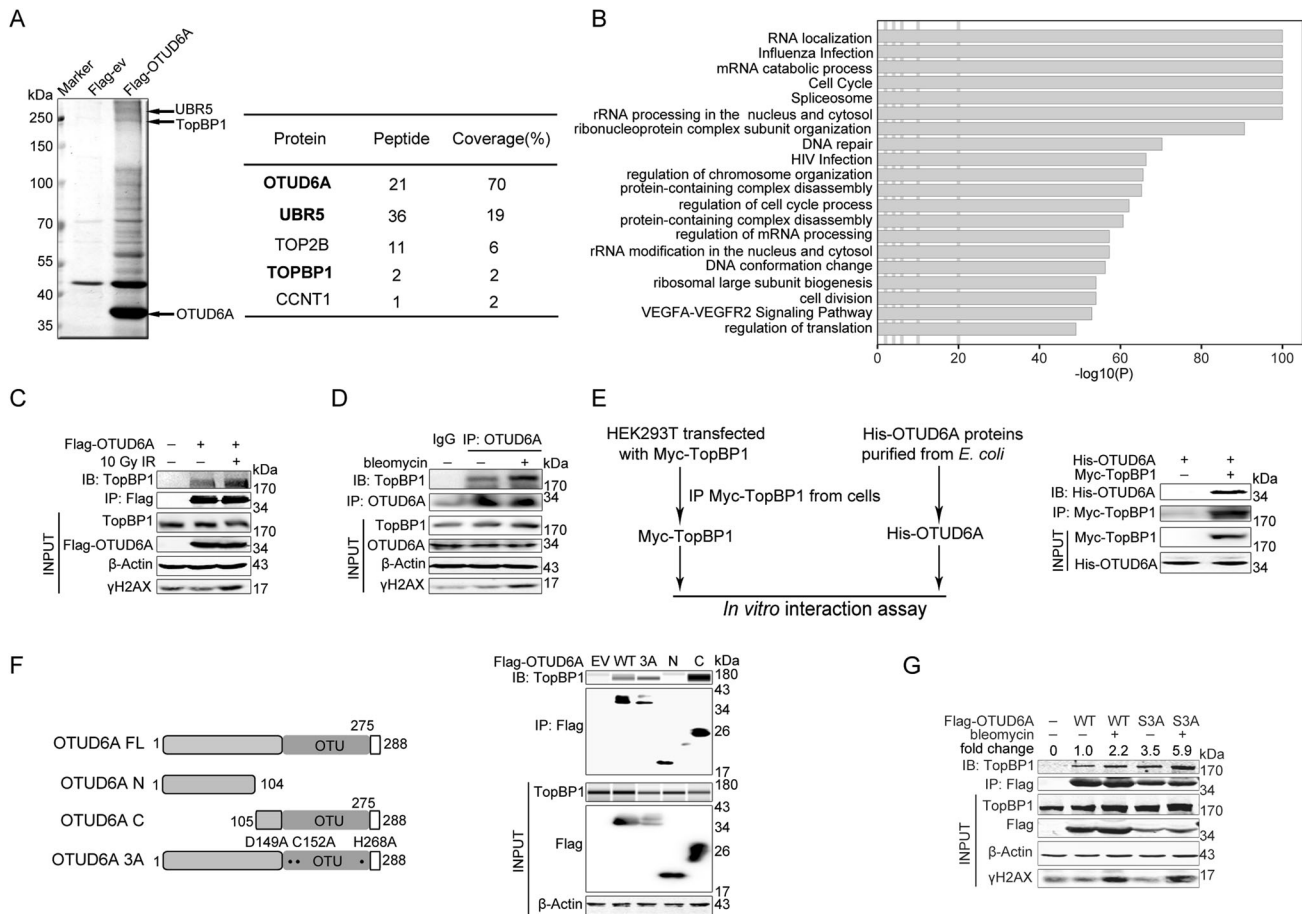 A
Marker
Flag-ev
Flag-OTUD6A
kDa
250
150
100
70
55
40
35
UBR5
TopBP1
OTUD6A
Protein Peptide Coverage(%)
OTUD6A 21 70
UBR5 36 19
TOP2B 11 6
TOPBP1 2 2
CCNT1 1 2
B
RNA localization
Influenza Infection
mRNA catabolic process
Cell Cycle
Spliceosome
rRNA processing in the nucleus and cytosol
ribonucleoprotein complex subunit organization
DNA repair
HIV Infection
regulation of chromosome organization
protein-containing complex disassembly
regulation of cell cycle process
protein-containing complex disassembly
regulation of mRNA processing
rRNA modification in the nucleus and cytosol
DNA conformation change
ribosomal large subunit biogenesis
cell division
VEGFA-VEGFR2 Signaling Pathway
regulation of translation
0 20 40 60 80 100
-log10(P)
C
Flag-OTUD6A – + +
10 Gy IR – – + kDa
IB: TopBP1 170
IP: Flag 34
INPUT
TopBP1 170
Flag-OTUD6A 34
β-Actin 43
γH2AX 17
D
IgG IP: OTUD6A
bleomycin – – + kDa
IB: TopBP1 170
IP: OTUD6A 34
INPUT
TopBP1 170
OTUD6A 34
β-Actin 43
γH2AX 17
E
HEK293T transfected
with Myc-TopBP1
His-OTUD6A proteins
purified from E. coli
IP Myc-TopBP1 from cells
Myc-TopBP1
His-OTUD6A
In vitro interaction assay
His-OTUD6A + +
Myc-TopBP1 – + kDa
IB: His-OTUD6A 34
IP: Myc-TopBP1 170
INPUT
Myc-TopBP1 170
His-OTUD6A 34
F
275
OTUD6A FL 1 OTU 288
OTUD6A N 1 104
275
OTUD6A C 105 OTU 288
D149A C152A H268A
OTUD6A 3A 1 OTU 288
Flag-OTUD6A EV WT 3A N C kDa
IB: TopBP1 180
43
34
IP: Flag
26
17
INPUT
TopBP1 180
43
34
Flag
26
17
β-Actin 43
G
Flag-OTUD6A – WT WT S3A S3A
bleomycin – – + – +
fold change 0 1.0 2.2 3.5 5.9 kDa
IB: TopBP1 170
IP: Flag 34
INPUT
TopBP1 170
Flag 34
β-Actin 43
γH2AX 17